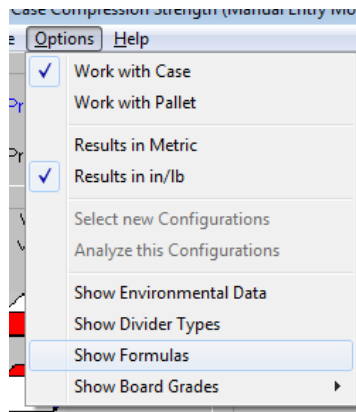 Case Compression Strength (Manual Entry Mo
e Options Help
Work with Case
Pr
Work with Pallet
Results in Metric
Pr
Results in in/lb
Select new Configurations
Analyze this Configurations
Show Environmental Data
Show Divider Types
Show Formulas
Show Board Grades